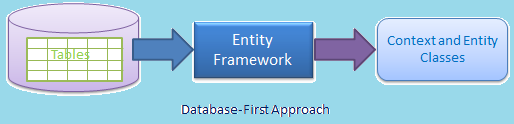 Tables
Entity
Framework
Context and Entity
Classes
Database-First Approach